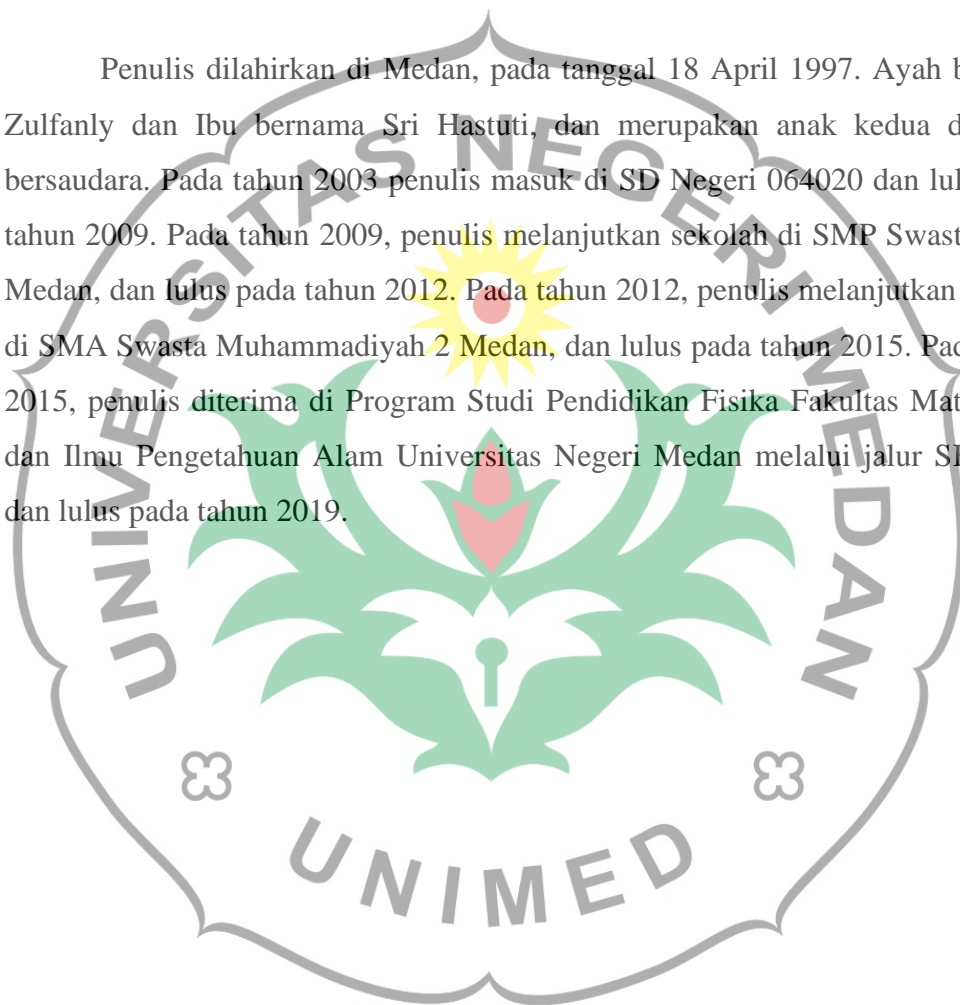 Penulis dilahirkan di Medan, pada tanggal 18 April 1997. Ayah
Zulfanly dan Ibu bernama Sri Hastuti, dan merupakan anak kedua
bersaudara. Pada tahun 2003 penulis masuk di SD Negeri 064020 dan
tahun 2009. Pada tahun 2009, penulis melanjutkan sekolah di SMP
Medan, dan lulus pada tahun 2012. Pada tahun 2012, penulis melanjutkan
di SMA Swasta Muhammadiyah 2 Medan, dan lulus pada tahun 2015.
2015, penulis diterima di Program Studi Pendidikan Fisika Fakultas
dan Ilmu Pengetahuan Alam Universitas Negeri Medan melalui jalur
dan lulus pada tahun 2019.
UNIVERSITAS NEGERI MEDAN
UNIMED